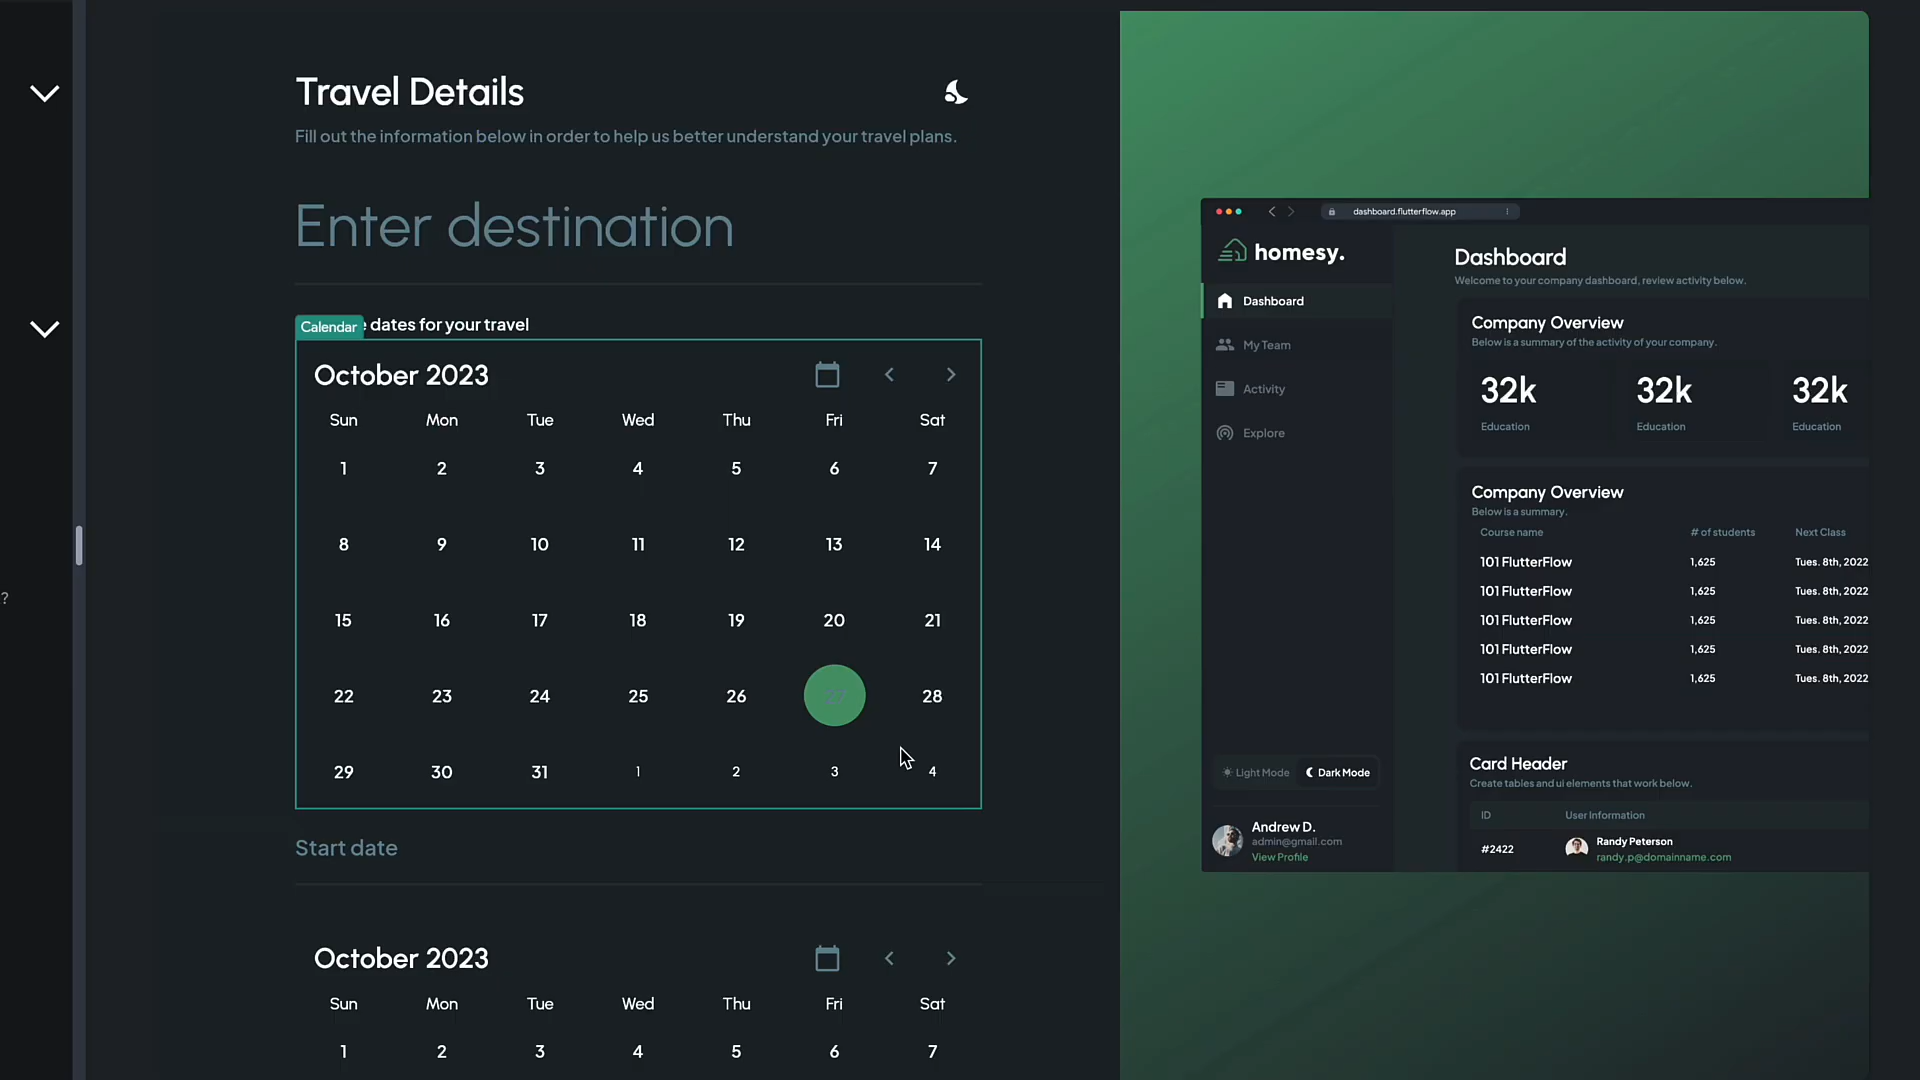 Travel Details
Fill out the information below in order to help us better understand your travel plans.
Enter destination
Calendar
dates for your travel
October 2023
Sun Mon Tue Wed Thu Fri Sat
1 2 3 4 5 6 7
8 9 10 11 12 13 14
15 16 17 18 19 20 21
22 23 24 25 26 27 28
29 30 31 1 2 3 4
Start date
October 2023
Sun Mon Tue Wed Thu Fri Sat
1 2 3 4 5 6 7
?
dashboard.flutterflow.app
homesy.
Dashboard
My Team
Activity
Explore
Light Mode Dark Mode
Andrew D.
admin@gmail.com
View Profile
Dashboard
Welcome to your company dashboard, review activity below.
Company Overview
Below is a summary of the activity of your company.
32k 32k 32k
Education Education Education
Company Overview
Below is a summary.
Course name # of students Next Class
101 FlutterFlow 1,625 Tues. 8th, 2022
101 FlutterFlow 1,625 Tues. 8th, 2022
101 FlutterFlow 1,625 Tues. 8th, 2022
101 FlutterFlow 1,625 Tues. 8th, 2022
101 FlutterFlow 1,625 Tues. 8th, 2022
Card Header
Create tables and ui elements that work below.
ID User Information
#2422 Randy Peterson
randy.p@domainname.com